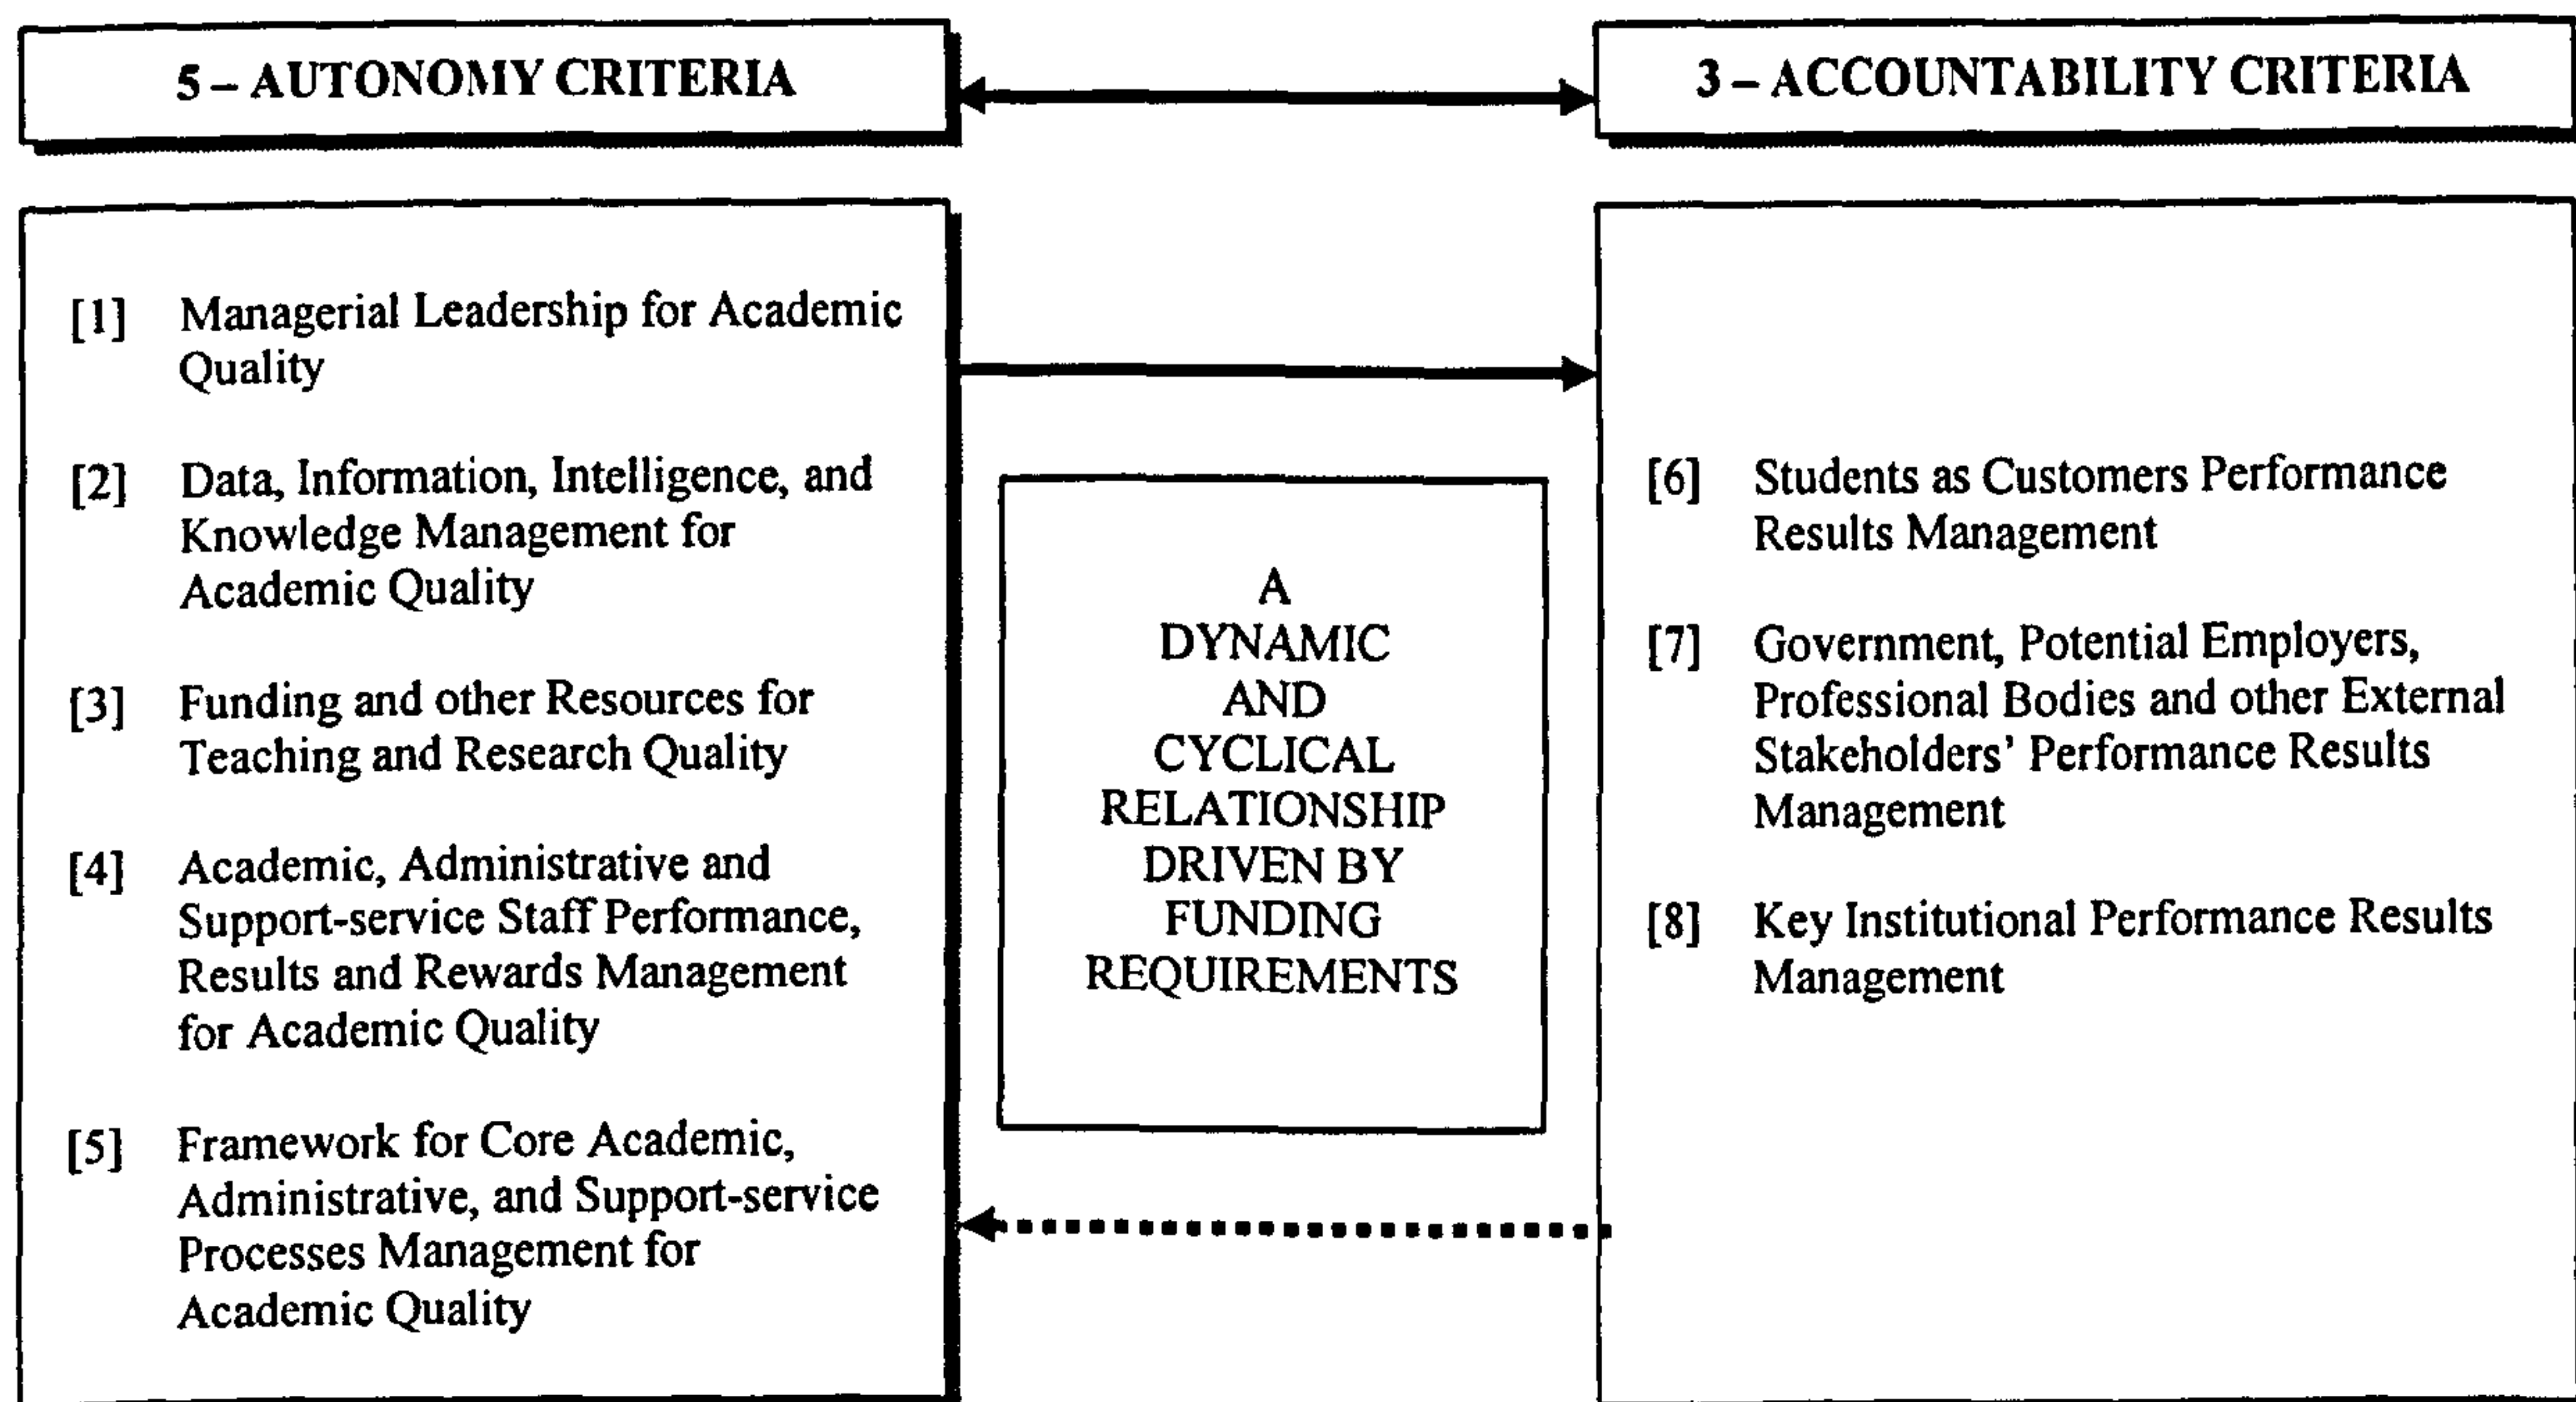 5 – AUTONOMY CRITERIA
3 – ACCOUNTABILITY CRITERIA
[1] Managerial Leadership for Academic
Quality
[2] Data, Information, Intelligence, and
Knowledge Management for
Academic Quality
[3] Funding and other Resources for
Teaching and Research Quality
[4] Academic, Administrative and
Support-service Staff Performance,
Results and Rewards Management
for Academic Quality
[5] Framework for Core Academic,
Administrative, and Support-service
Processes Management for
Academic Quality
A
DYNAMIC
AND
CYCLICAL
RELATIONSHIP
DRIVEN BY
FUNDING
REQUIREMENTS
[6] Students as Customers Performance
Results Management
[7] Government, Potential Employers,
Professional Bodies and other External
Stakeholders’ Performance Results
Management
[8] Key Institutional Performance Results
Management